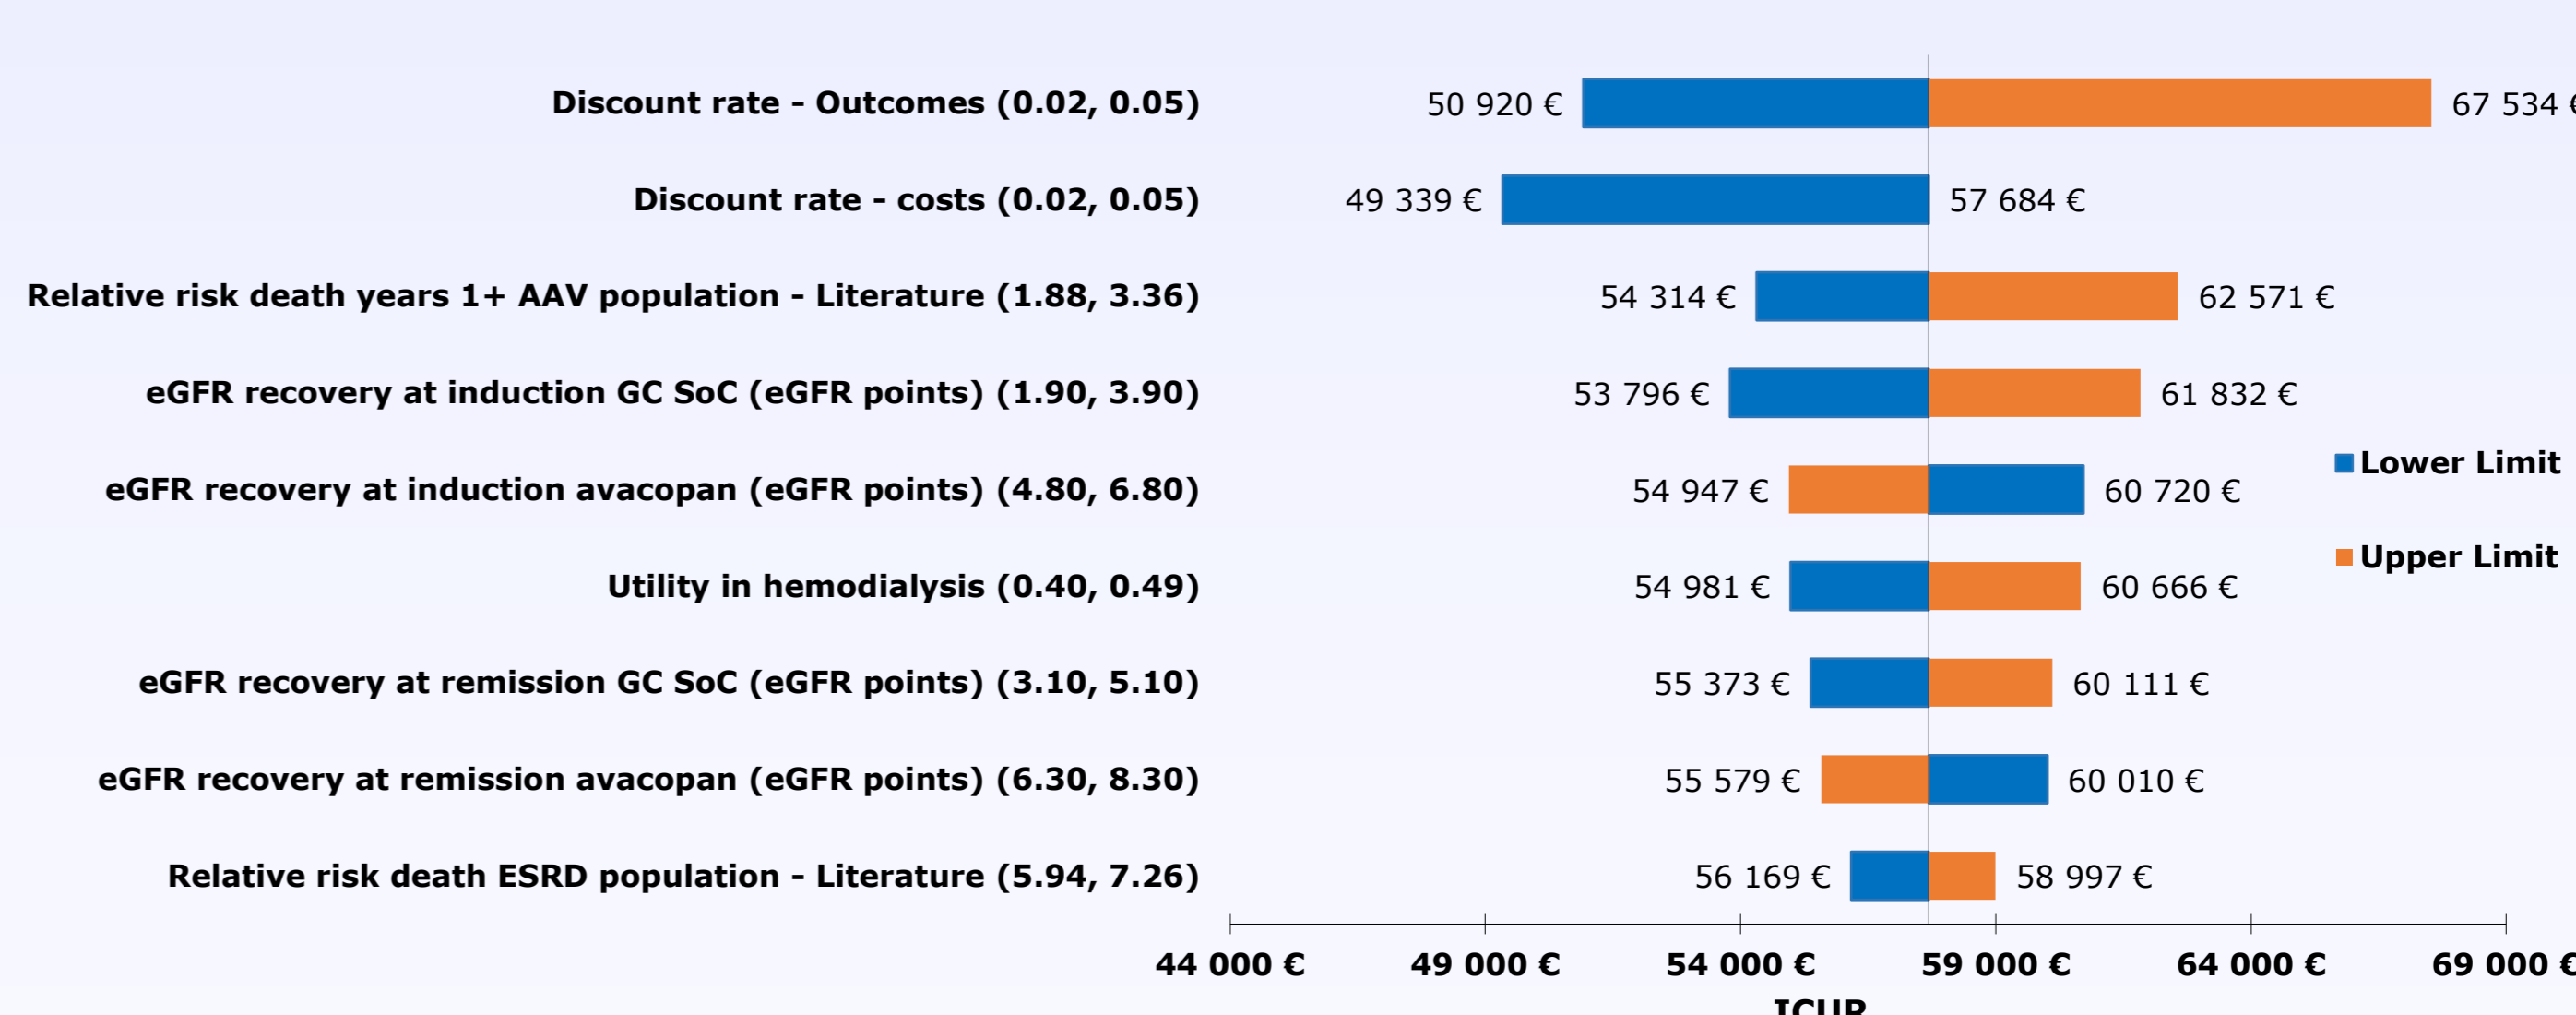 Discount rate - Outcomes (0.02, 0.05) 50 920 € 67 534 €
Discount rate - costs (0.02, 0.05) 49 339 € 57 684 €
Relative risk death years 1+ AAV population - Literature (1.88, 3.36) 54 314 € 62 571 €
eGFR recovery at induction GC SoC (eGFR points) (1.90, 3.90) 53 796 € 61 832 €
eGFR recovery at induction avacopan (eGFR points) (4.80, 6.80) 54 947 € 60 720 €
Utility in hemodialysis (0.40, 0.49) 54 981 € 60 666 €
eGFR recovery at remission GC SoC (eGFR points) (3.10, 5.10) 55 373 € 60 111 €
eGFR recovery at remission avacopan (eGFR points) (6.30, 8.30) 55 579 € 60 010 €
Relative risk death ESRD population - Literature (5.94, 7.26) 56 169 € 58 997 €
Lower Limit
Upper Limit
44 000 € 49 000 € 54 000 € 59 000 € 64 000 € 69 000 €
ICUR